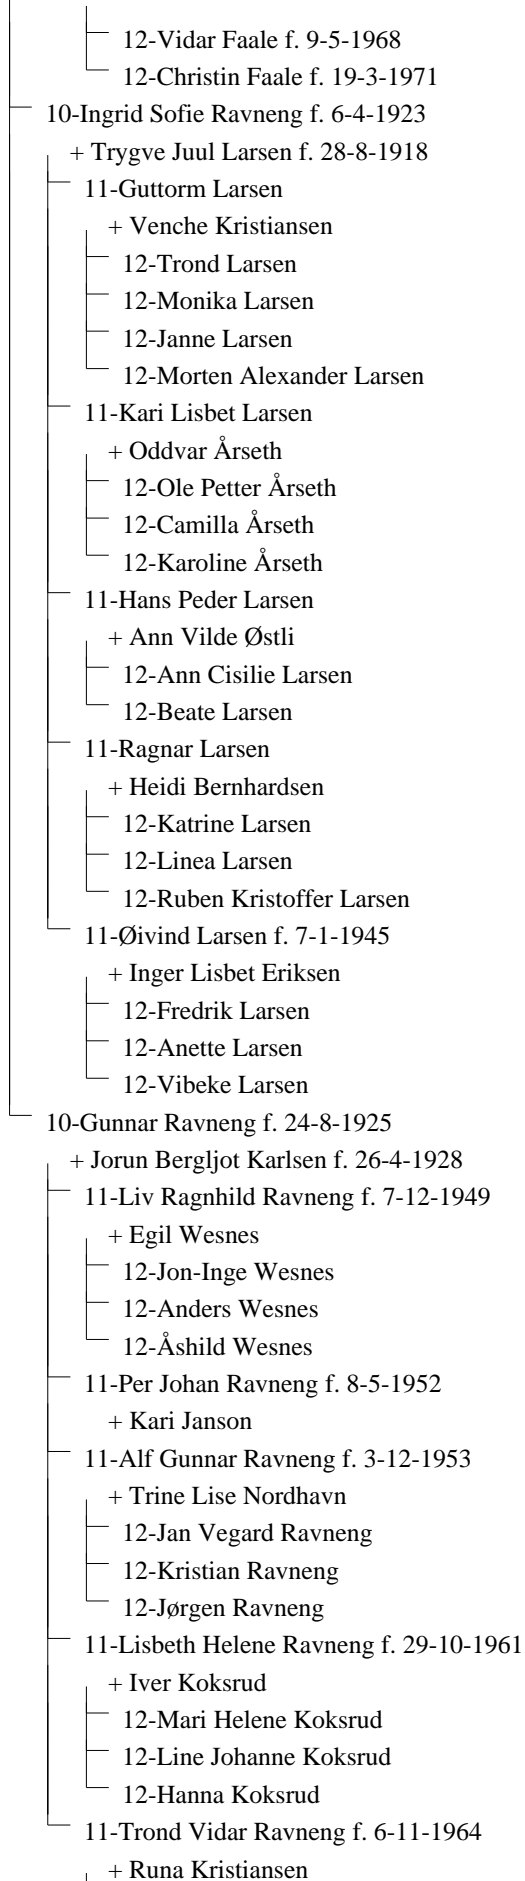 12-Vidar Faale f. 9-5-1968
12-Christin Faale f. 19-3-1971
10-Ingrid Sofie Ravneng f. 6-4-1923
+ Trygve Juul Larsen f. 28-8-1918
11-Guttorm Larsen
+ Venche Kristiansen
12-Trond Larsen
12-Monika Larsen
12-Janne Larsen
12-Morten Alexander Larsen
11-Kari Lisbet Larsen
+ Oddvar Årseth
12-Ole Petter Årseth
12-Camilla Årseth
12-Karoline Årseth
11-Hans Peder Larsen
+ Ann Vilde Østli
12-Ann Cisilie Larsen
12-Beate Larsen
11-Ragnar Larsen
+ Heidi Bernhardsen
12-Katrine Larsen
12-Linea Larsen
12-Ruben Kristoffer Larsen
11-Øivind Larsen f. 7-1-1945
+ Inger Lisbet Eriksen
12-Fredrik Larsen
12-Anette Larsen
12-Vibeke Larsen
10-Gunnar Ravneng f. 24-8-1925
+ Jorun Bergljot Karlsen f. 26-4-1928
11-Liv Ragnhild Ravneng f. 7-12-1949
+ Egil Wesnes
12-Jon-Inge Wesnes
12-Anders Wesnes
12-Åshild Wesnes
11-Per Johan Ravneng f. 8-5-1952
+ Kari Janson
11-Alf Gunnar Ravneng f. 3-12-1953
+ Trine Lise Nordhavn
12-Jan Vegard Ravneng
12-Kristian Ravneng
12-Jørgen Ravneng
11-Lisbeth Helene Ravneng f. 29-10-1961
+ Iver Koksrud
12-Mari Helene Koksrud
12-Line Johanne Koksrud
12-Hanna Koksrud
11-Trond Vidar Ravneng f. 6-11-1964
+ Runa Kristiansen